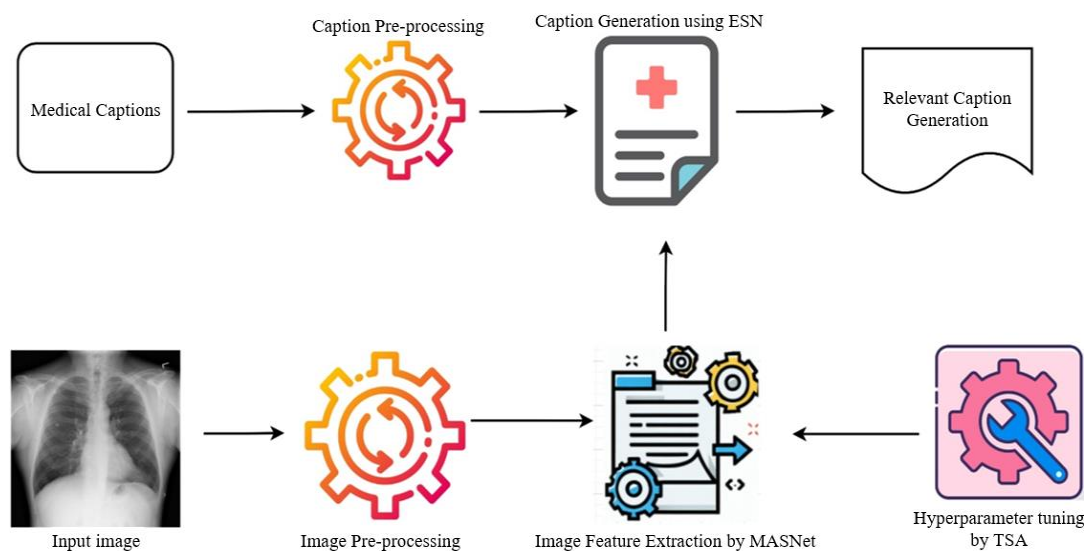 Caption Pre-processing
Caption Generation using ESN
Medical Captions
Relevant Caption
Generation
Input image
Image Pre-processing
Image Feature Extraction by MASNet
Hyperparameter tuning
by TSA